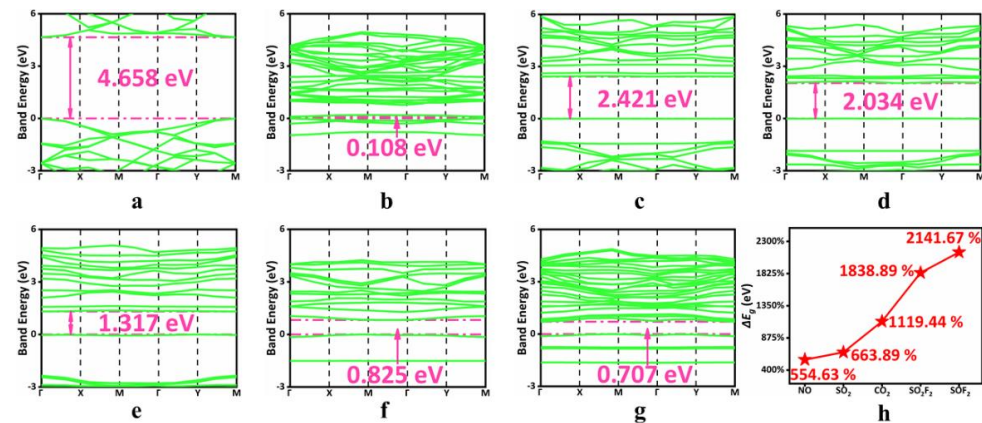 6
3
0
-3
Band Energy (eV)
4.658 eV
Γ X M Γ Y M
a
6
3
0
-3
Band Energy (eV)
0.108 eV
Γ X M Γ Y M
b
6
3
0
-3
Band Energy (eV)
2.421 eV
Γ X M Γ Y M
c
6
3
0
-3
Band Energy (eV)
2.034 eV
Γ X M Γ Y M
d
6
3
0
-3
Band Energy (eV)
1.317 eV
Γ X M Γ Y M
e
6
3
0
-3
Band Energy (eV)
0.825 eV
Γ X M Γ Y M
f
6
3
0
-3
Band Energy (eV)
0.707 eV
Γ X M Γ Y M
g
2300%
1825%
1350%
875%
400%
ΔEg (eV)
2141.67 %
1838.89 %
1119.44 %
663.89 %
554.63 %
NO SO2 CO2 SO2F2 SOF2
h